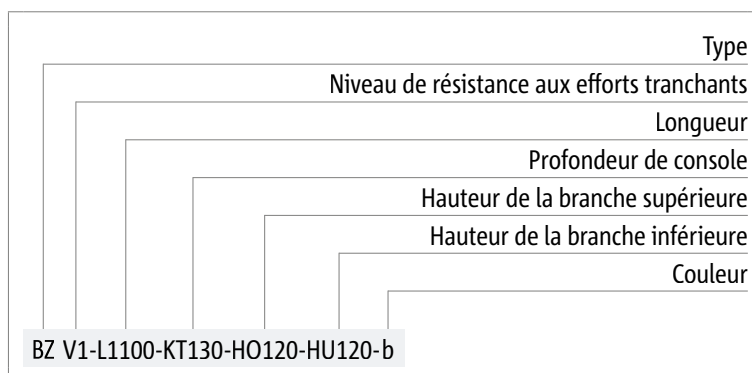 Type
Niveau de résistance aux efforts tranchants
Longueur
Profondeur de console
Hauteur de la branche supérieure
Hauteur de la branche inférieure
Couleur
BZ V1-L1100-KT130-HO120-HU120-b